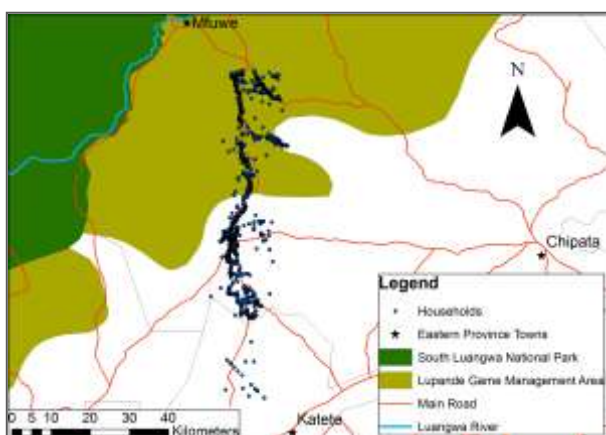 Mfuwe
N
Chipata
Legend
Households
Eastern Province Towns
South Luangwa National Park
Lupande Game Management Area
Main Road
Luangwa River
0 5 10 20 30 40
Kilometers
Katete